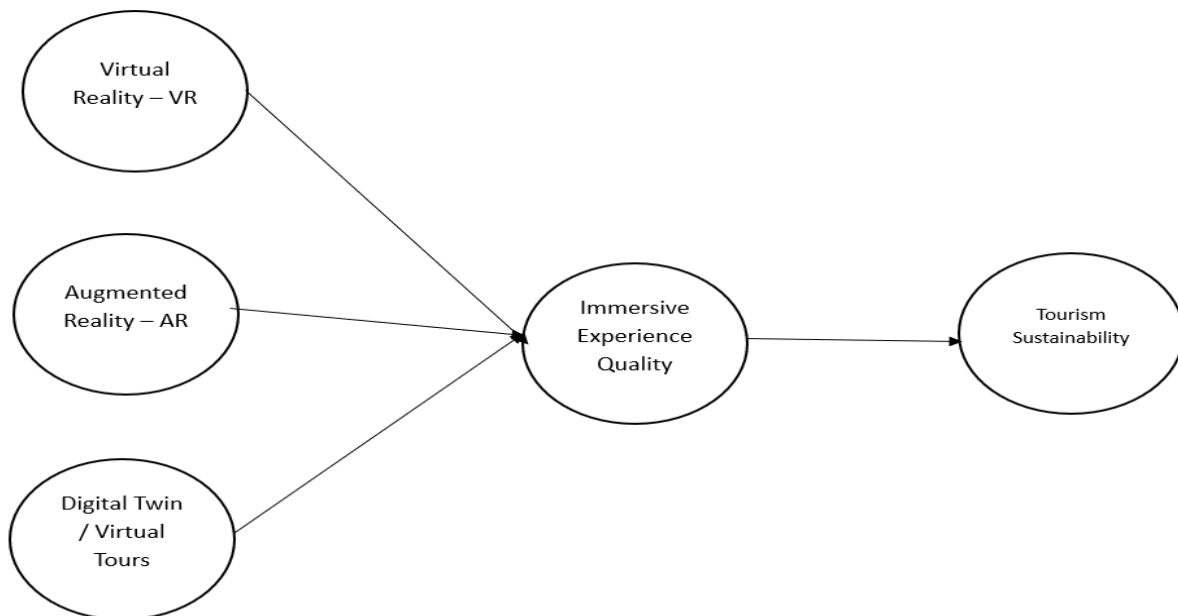 Virtual
Reality – VR
Augmented
Reality – AR
Digital Twin
/ Virtual
Tours
Immersive
Experience
Quality
Tourism
Sustainability